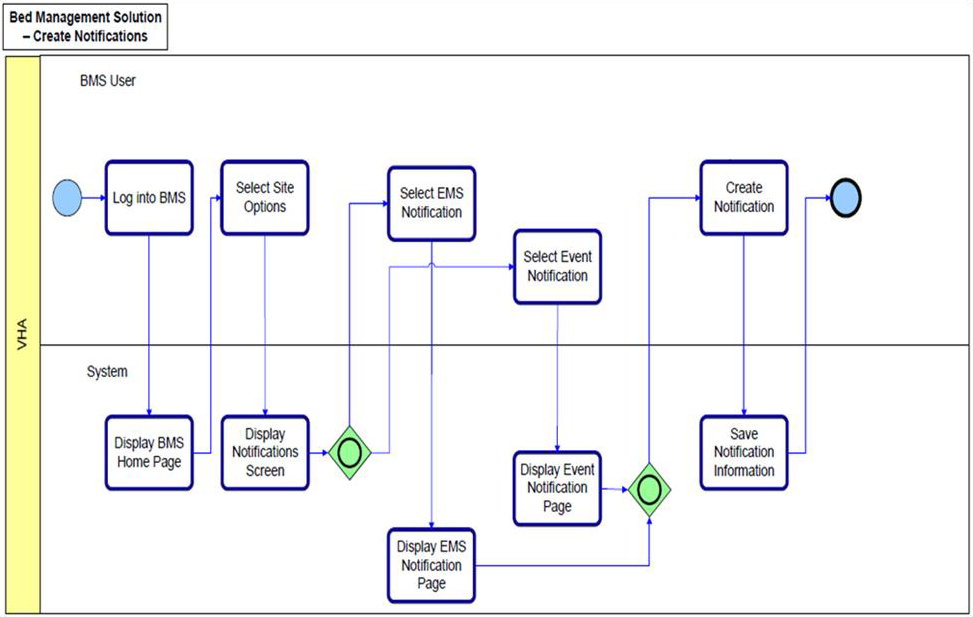 Bed Management Solution
– Create Notifications
BMS User
Log into BMS
Select Site
Options
Select EMS
Notification
Select Event
Notification
Create
Notification
VHA
System
Display BMS
Home Page
Display
Notifications
Screen
Display Event
Notification
Page
Display EMS
Notification
Page
Save
Notification
Information